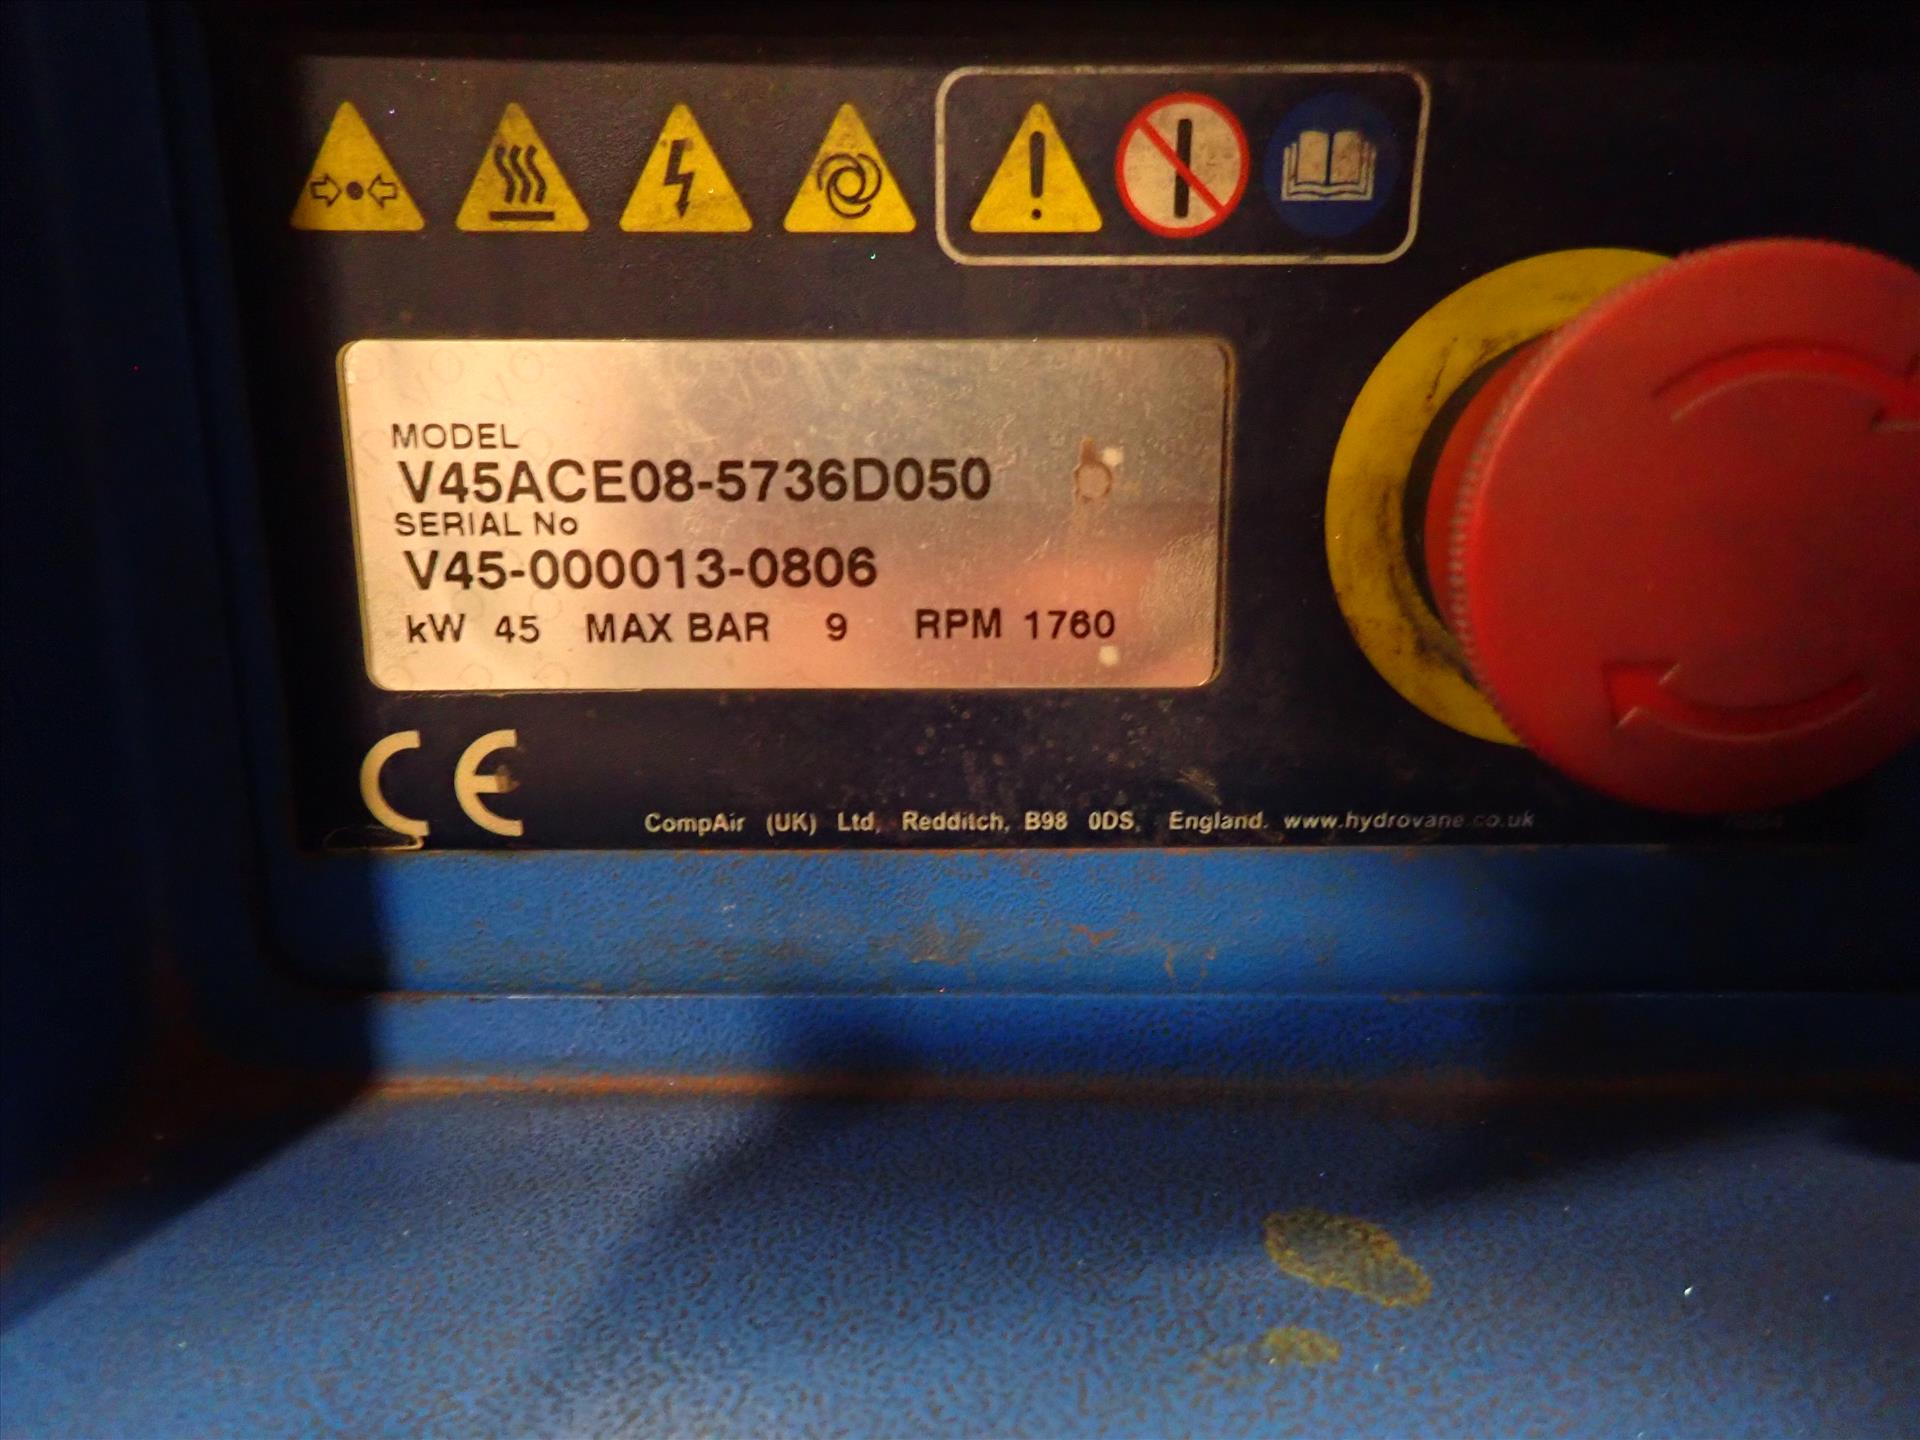 MODEL
V45ACE08-5736D050
SERIAL No
V45-000013-0806
kW 45 MAX BAR 9 RPM 1760
CE
CompAir (UK) Ltd, Redditch, B98 0DS, England. www.hydrovane.co.uk